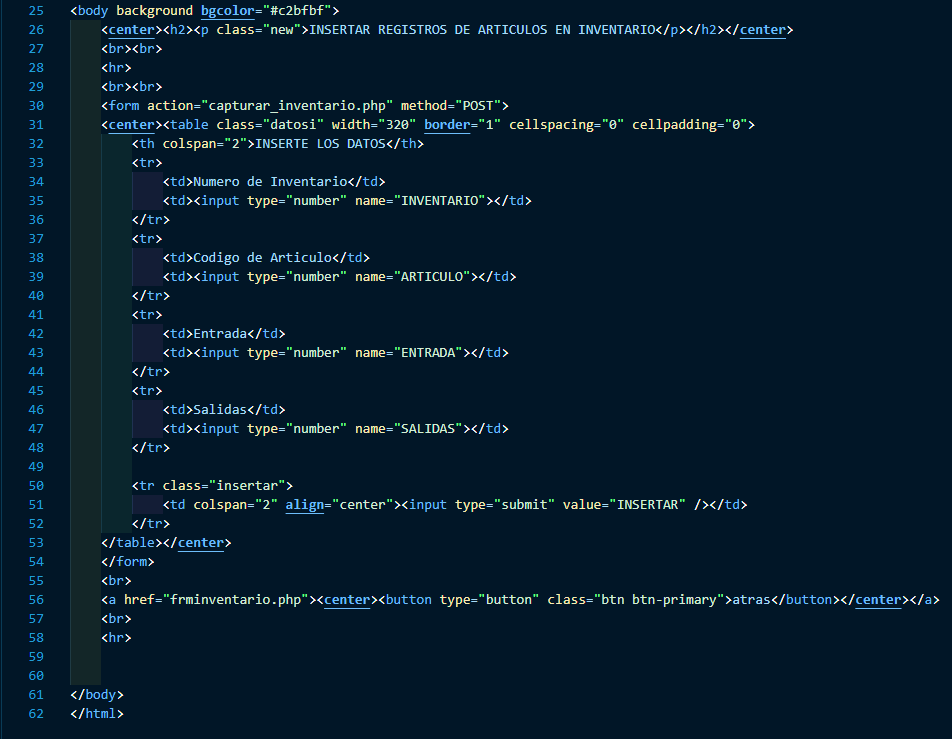 25 <body background bgcolor="#c2bfbf">
26 <center><h2><p class="new">INSERTAR REGISTROS DE ARTICULOS EN INVENTARIO</p></h2></center>
27 <br><br>
28 <hr>
29 <br><br>
30 <form action="capturar_inventario.php" method="POST">
31 <center><table class="datosi" width="320" border="1" cellspacing="0" cellpadding="0">
32 <th colspan="2">INSERTE LOS DATOS</th>
33 <tr>
34 <td>Numero de Inventario</td>
35 <td><input type="number" name="INVENTARIO"></td>
36 </tr>
37 <tr>
38 <td>Codigo de Articulo</td>
39 <td><input type="number" name="ARTICULO"></td>
40 </tr>
41 <tr>
42 <td>Entrada</td>
43 <td><input type="number" name="ENTRADA"></td>
44 </tr>
45 <tr>
46 <td>Salidas</td>
47 <td><input type="number" name="SALIDAS"></td>
48 </tr>
49
50 <tr class="insertar">
51 <td colspan="2" align="center"><input type="submit" value="INSERTAR" /></td>
52 </tr>
53 </table></center>
54 </form>
55 <br>
56 <a href="frminventario.php"><center><button type="button" class="btn btn-primary">atras</button></center></a>
57 <br>
58 <hr>
59
60
61 </body>
62 </html>